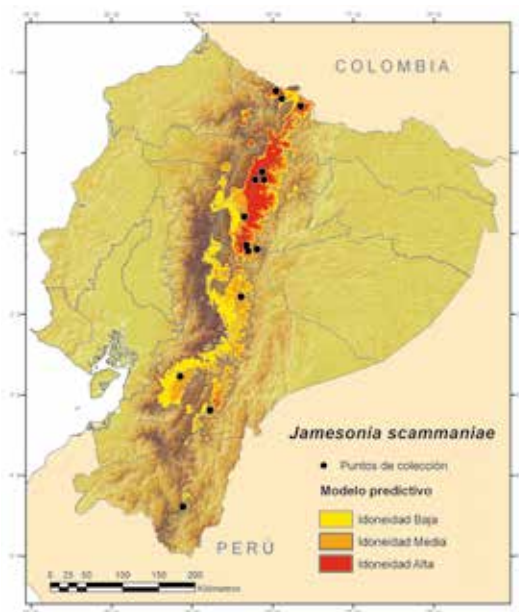 COLOMBIA
Jamesonia scammaniae
Puntos de colección
Modelo predictivo
Idoneidad Baja
Idoneidad Media
Idoneidad Alta
PERÚ
0 25 50 100 150 200
Kilómetros